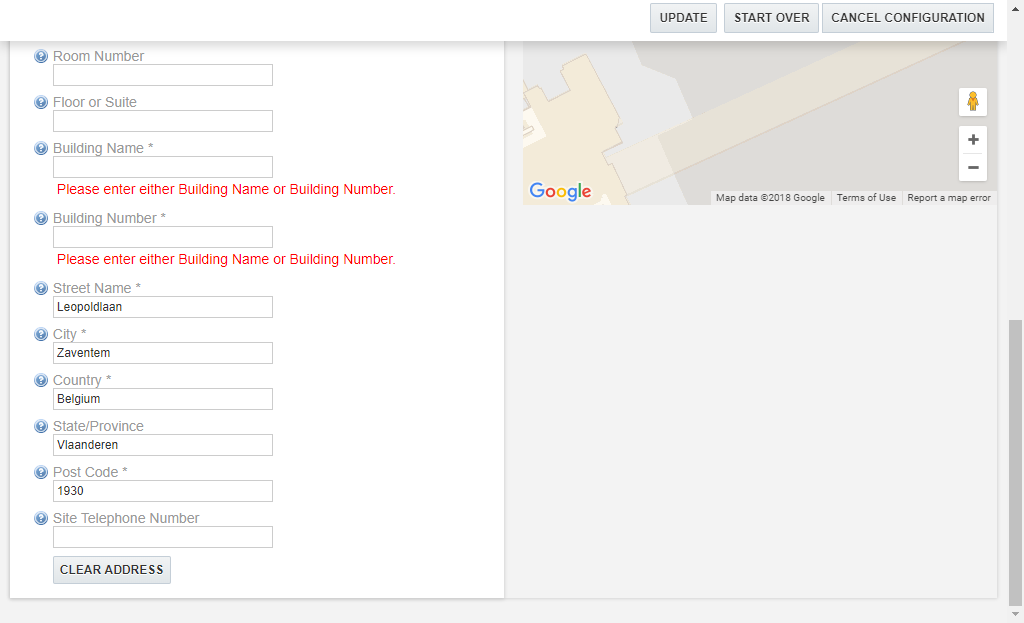 UPDATE START OVER CANCEL CONFIGURATION
Room Number
Floor or Suite
Building Name *
Please enter either Building Name or Building Number.
Building Number *
Please enter either Building Name or Building Number.
Street Name *
Leopoldlaan
City *
Zaventem
Country *
Belgium
State/Province
Vlaanderen
Post Code *
1930
Site Telephone Number
CLEAR ADDRESS
Google
Map data ©2018 Google Terms of Use Report a map error